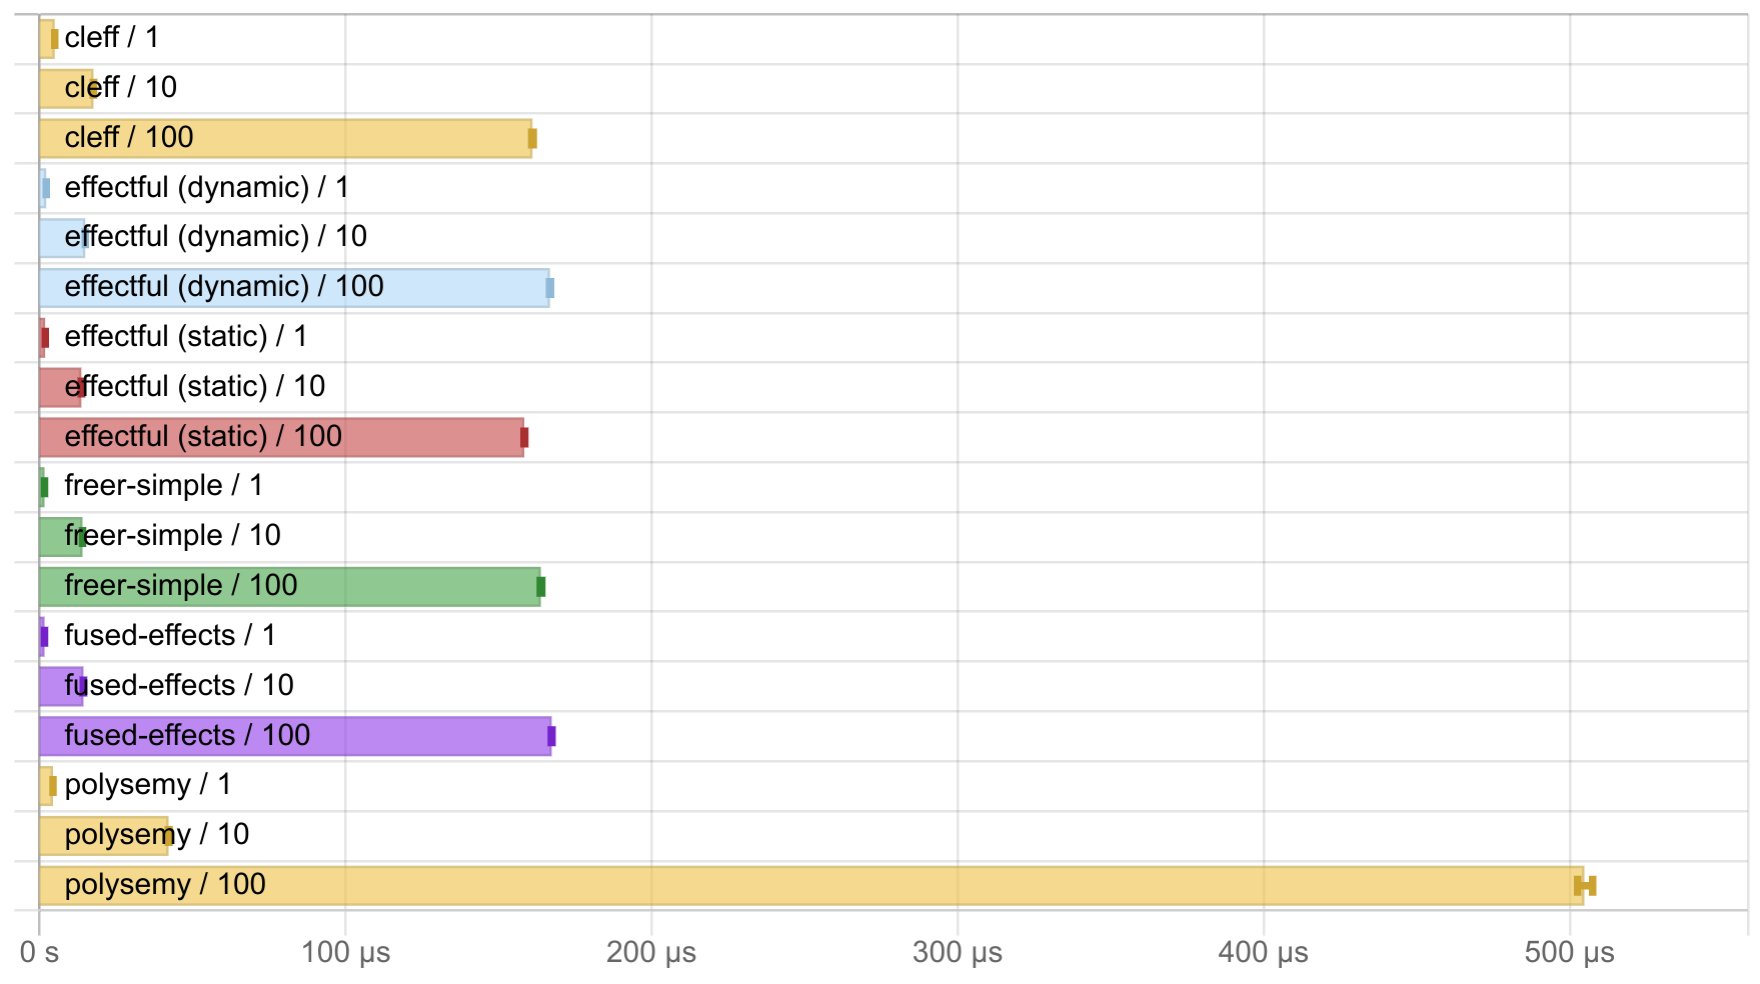 cleff / 1
cleff / 10
cleff / 100
effectful (dynamic) / 1
effectful (dynamic) / 10
effectful (dynamic) / 100
effectful (static) / 1
effectful (static) / 10
effectful (static) / 100
freer-simple / 1
freer-simple / 10
freer-simple / 100
fused-effects / 1
fused-effects / 10
fused-effects / 100
polysemy / 1
polysemy / 10
polysemy / 100
0 s 100 μs 200 μs 300 μs 400 μs 500 μs